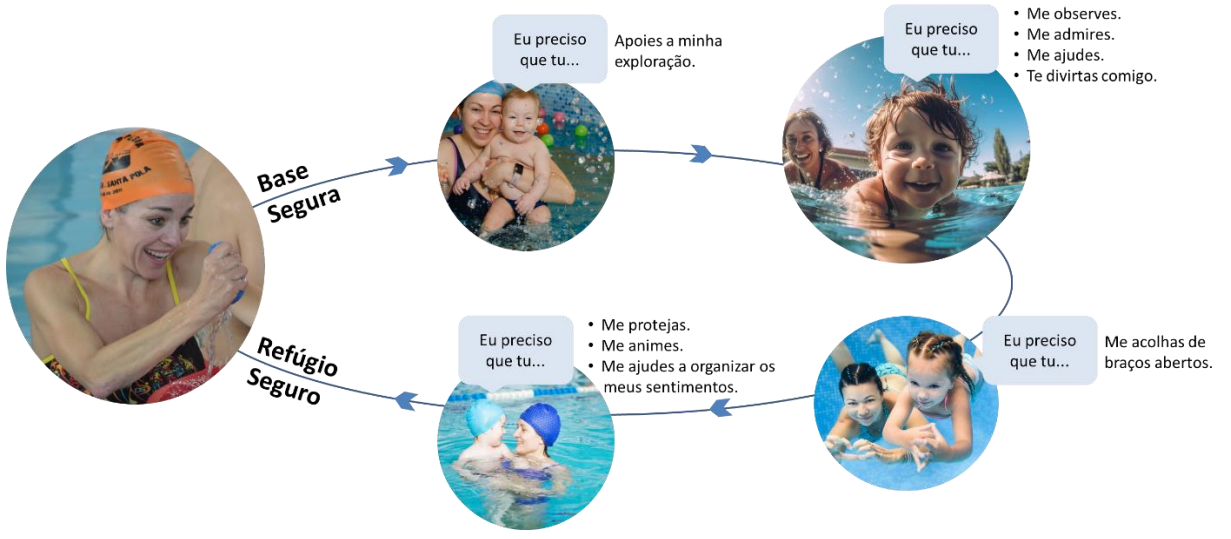 Eu preciso
que tu...
Apoies a minha
exploração.
Eu preciso
que tu...
• Me observes.
• Me admires.
• Me ajudes.
• Te divirtas comigo.
Base
Segura
SANTA POLA
Eu preciso
que tu...
Me acolhas de
braços abertos.
Eu preciso
que tu...
• Me protejas.
• Me animes.
• Me ajudes a organizar os
meus sentimentos.
Refúgio
Seguro